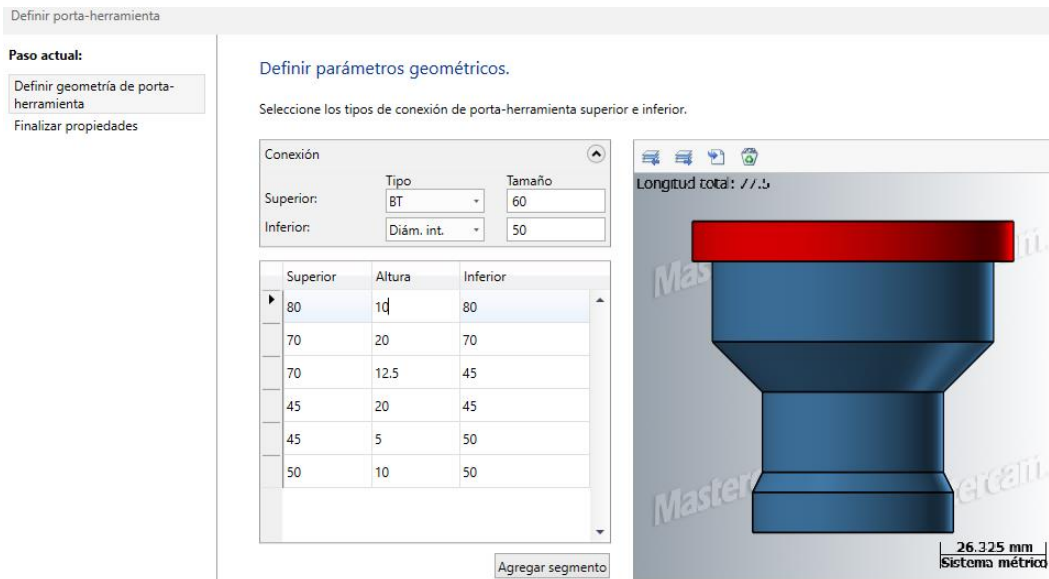 Definir porta-herramienta
Paso actual:
Definir geometría de porta-
herramienta
Finalizar propiedades
Definir parámetros geométricos.
Seleccione los tipos de conexión de porta-herramienta superior e inferior.
Conexión
Tipo Tamaño
Superior: BT 60
Inferior: Diám. int. 50
Superior Altura Inferior
80 10 80
70 20 70
70 12.5 45
45 20 45
45 5 50
50 10 50
Agregar segmento
Longitud total: 77.5
26.325 mm
Sistema métrico